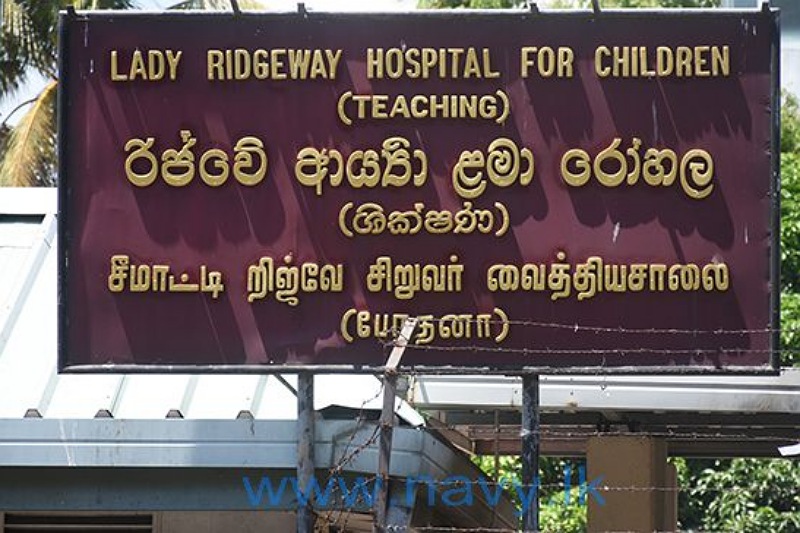 LADY RIDGEWAY HOSPITAL FOR CHILDREN
(TEACHING)
රිජ්වේ ආර්‍ය්‍යා ළමා රෝහල
(ශික්ෂණ)
சீமாட்டி றிஜ்வே சிறுவர் வைத்தியசாலை
(போதனா)
www.navy.lk